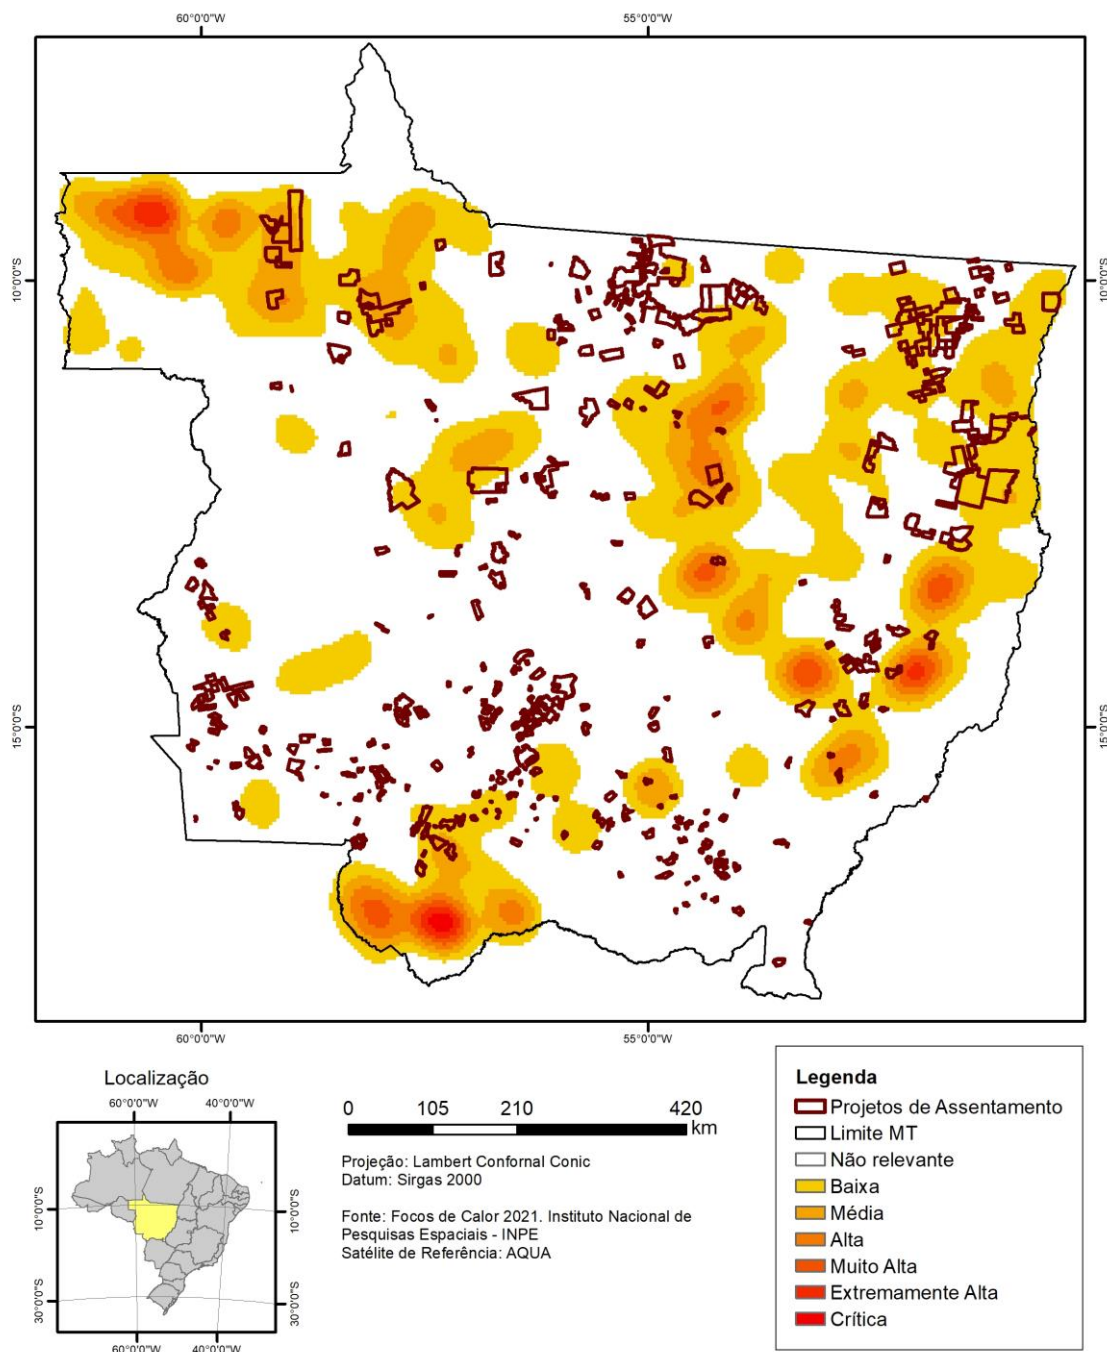 60°0'0"W 55°0'0"W
10°0'0"S 10°0'0"S
15°0'0"S 15°0'0"S
60°0'0"W 55°0'0"W
Localização
60°0'0"W 40°0'0"W
10°0'0"S 10°0'0"S
30°0'0"S 30°0'0"S
60°0'0"W 40°0'0"W
0 105 210 420
km
Projeção: Lambert Confornal Conic
Datum: Sirgas 2000
Fonte: Focos de Calor 2021. Instituto Nacional de
Pesquisas Espaciais - INPE
Satélite de Referência: AQUA
Legenda
Projetos de Assentamento
Limite MT
Não relevante
Baixa
Média
Alta
Muito Alta
Extremamente Alta
Crítica